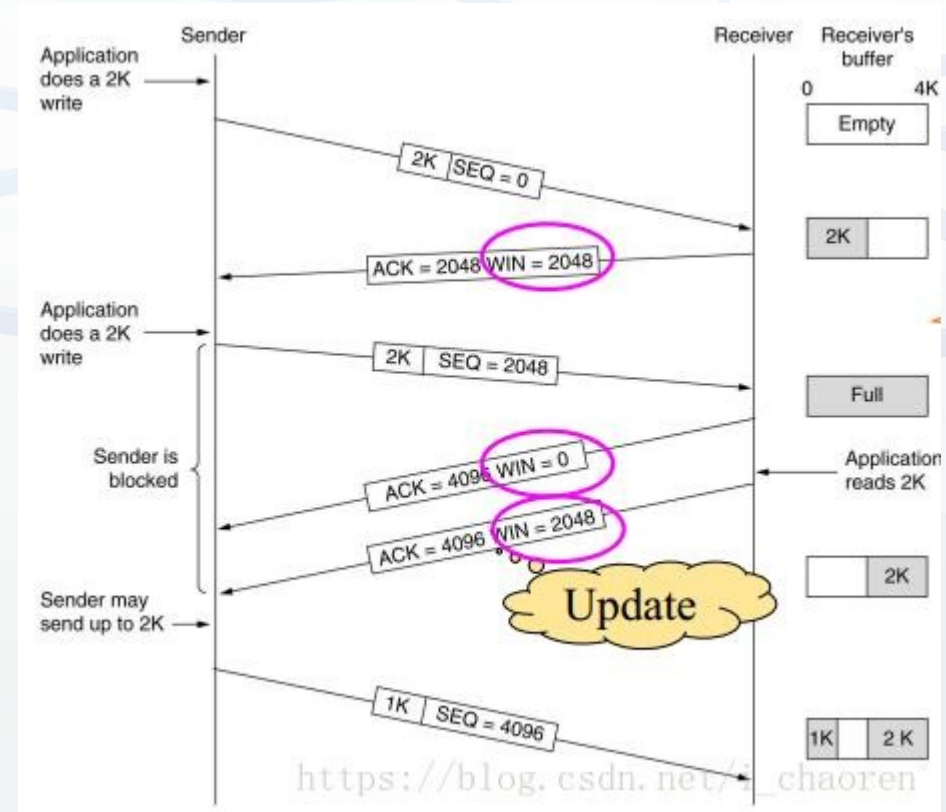 Sender
Receiver
Receiver's
buffer
Application
does a 2K
write
0 4K
Empty
2K SEQ = 0
2K
ACK = 2048 WIN = 2048
Application
does a 2K
write
2K SEQ = 2048
Full
Sender is
blocked
ACK = 4096 WIN = 0
Application
reads 2K
ACK = 4096 WIN = 2048
2K
Update
Sender may
send up to 2K
1K SEQ = 4096
1K 2 K
https://blog.csdn.net/i_chaoren